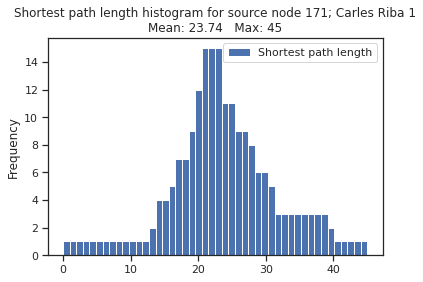 Shortest path length histogram for source node 171; Carles Riba 1
Mean: 23.74 Max: 45
Shortest path length
Frequency
14
12
10
8
6
4
2
0
0 10 20 30 40